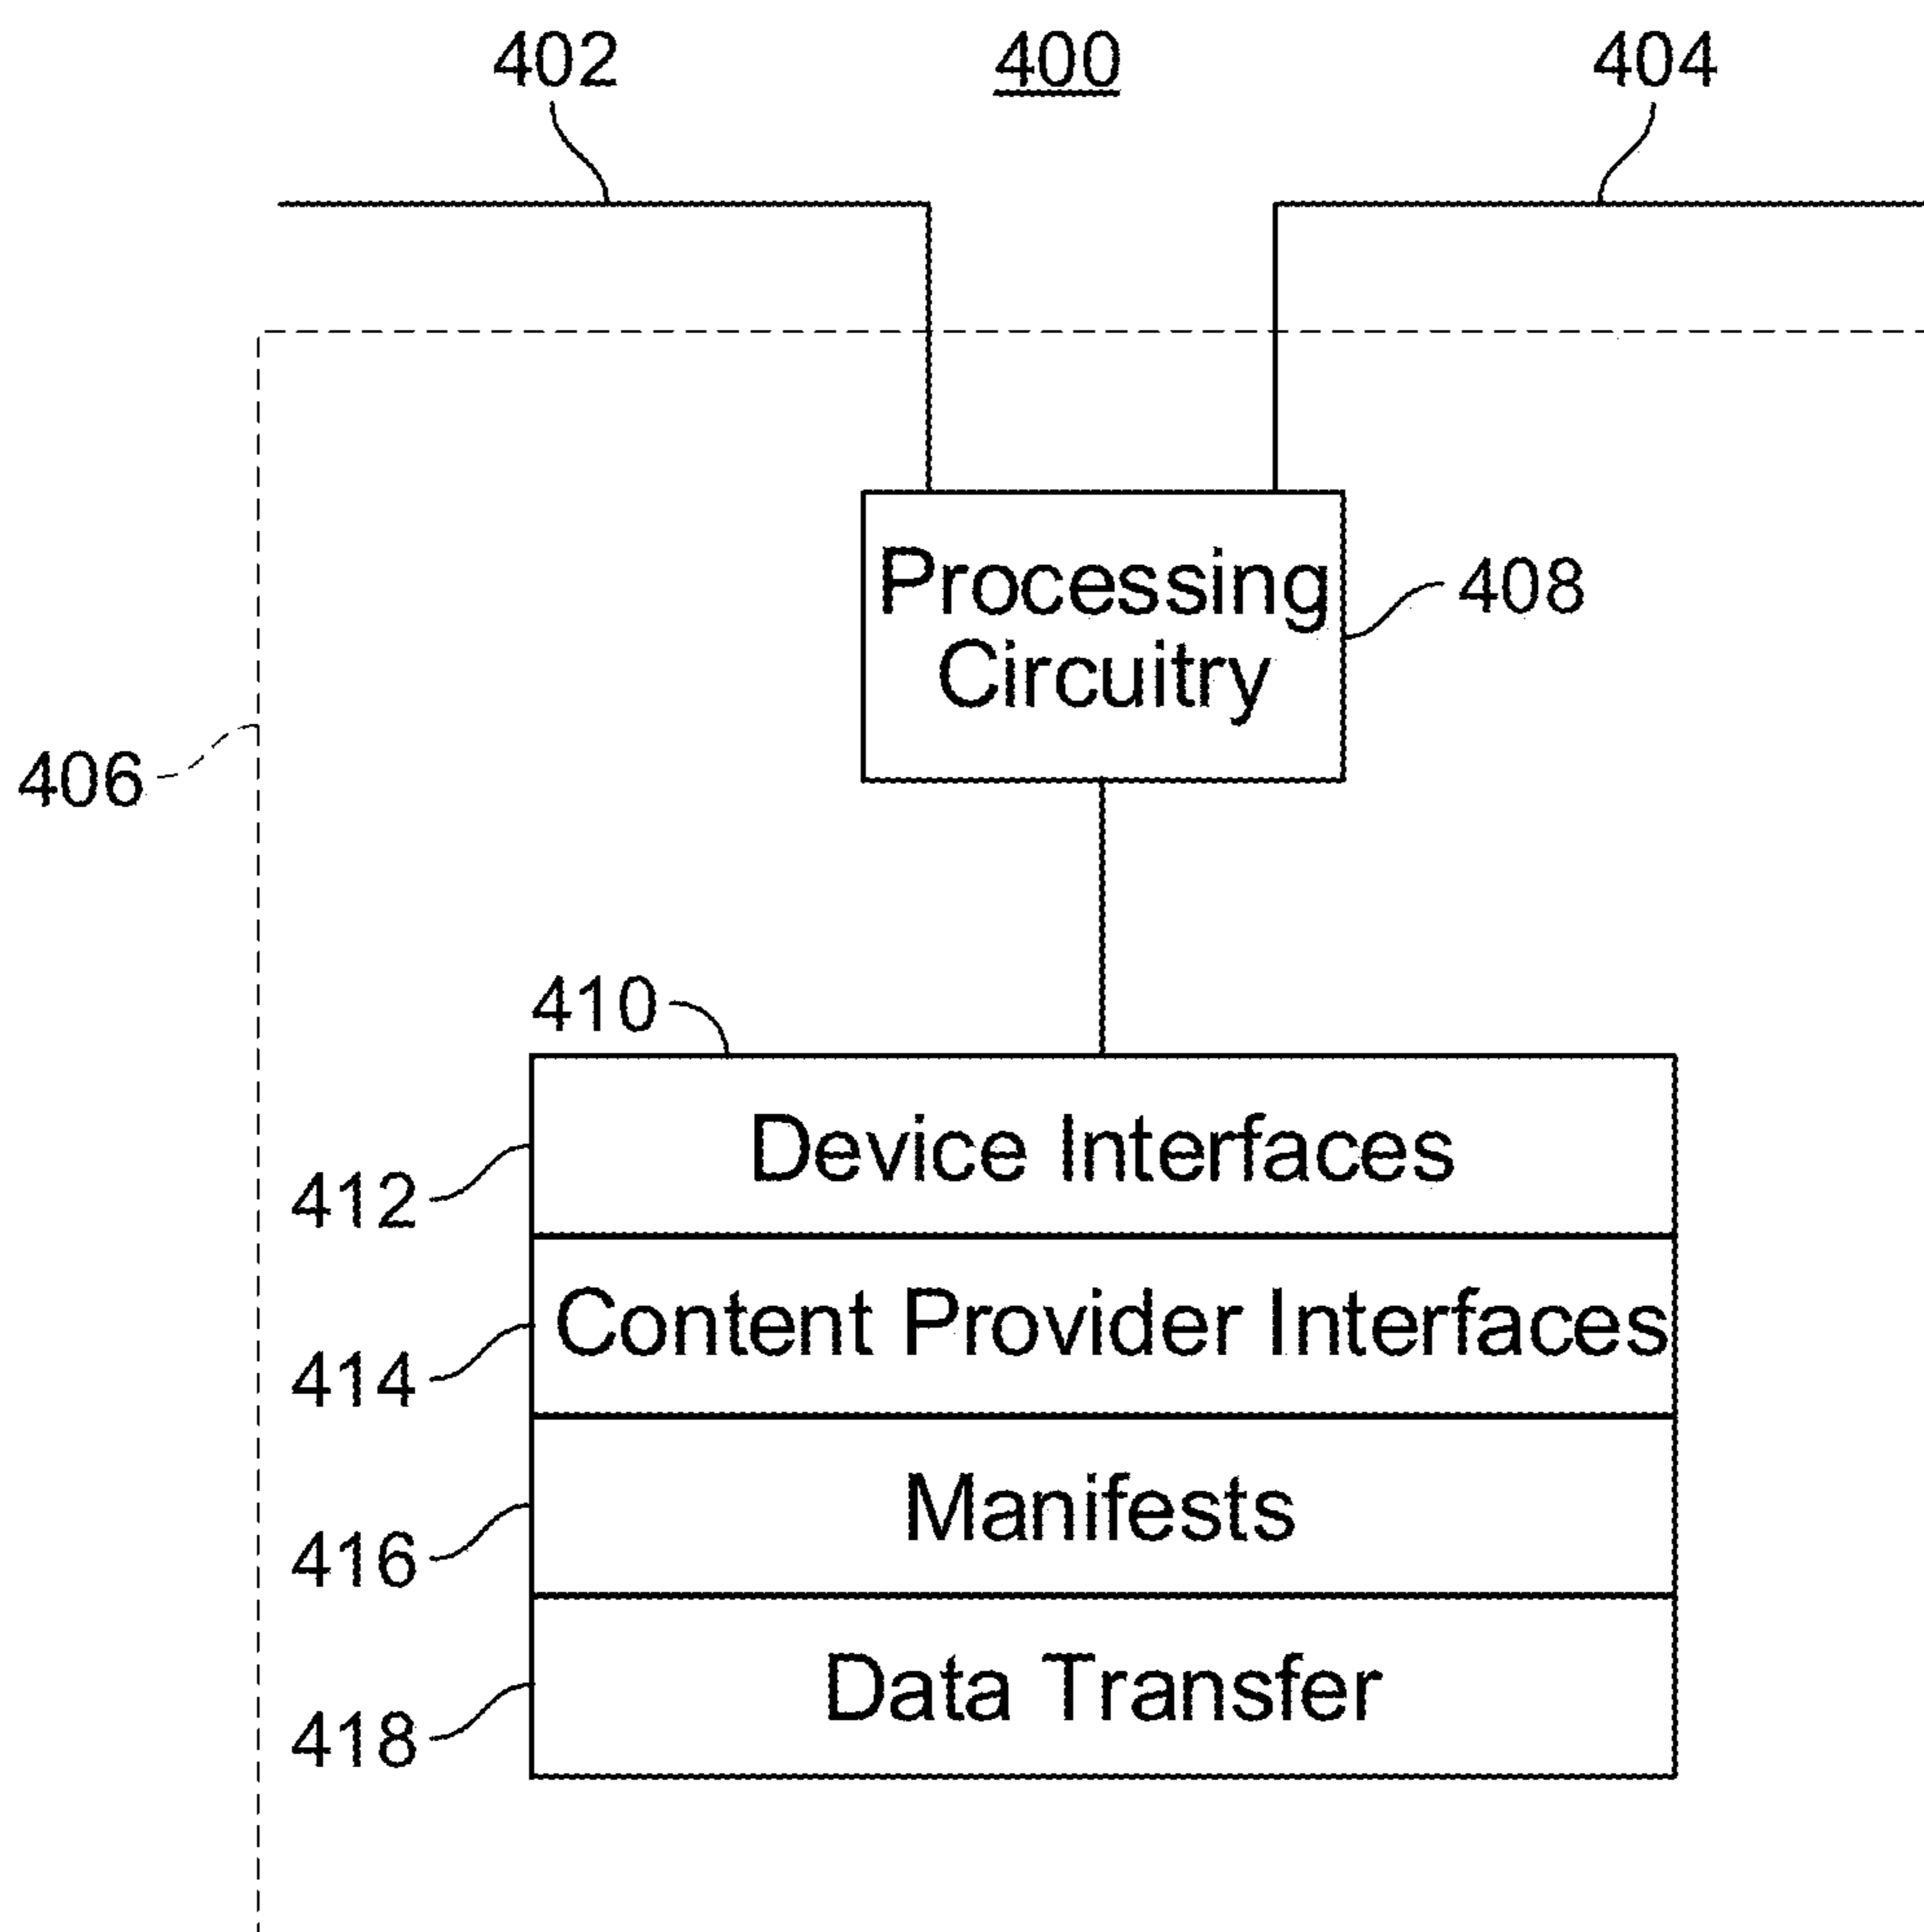 402
400
404
Processing
Circuitry
408
406
410
Device Interfaces
412
Content Provider Interfaces
414
Manifests
416
Data Transfer
418